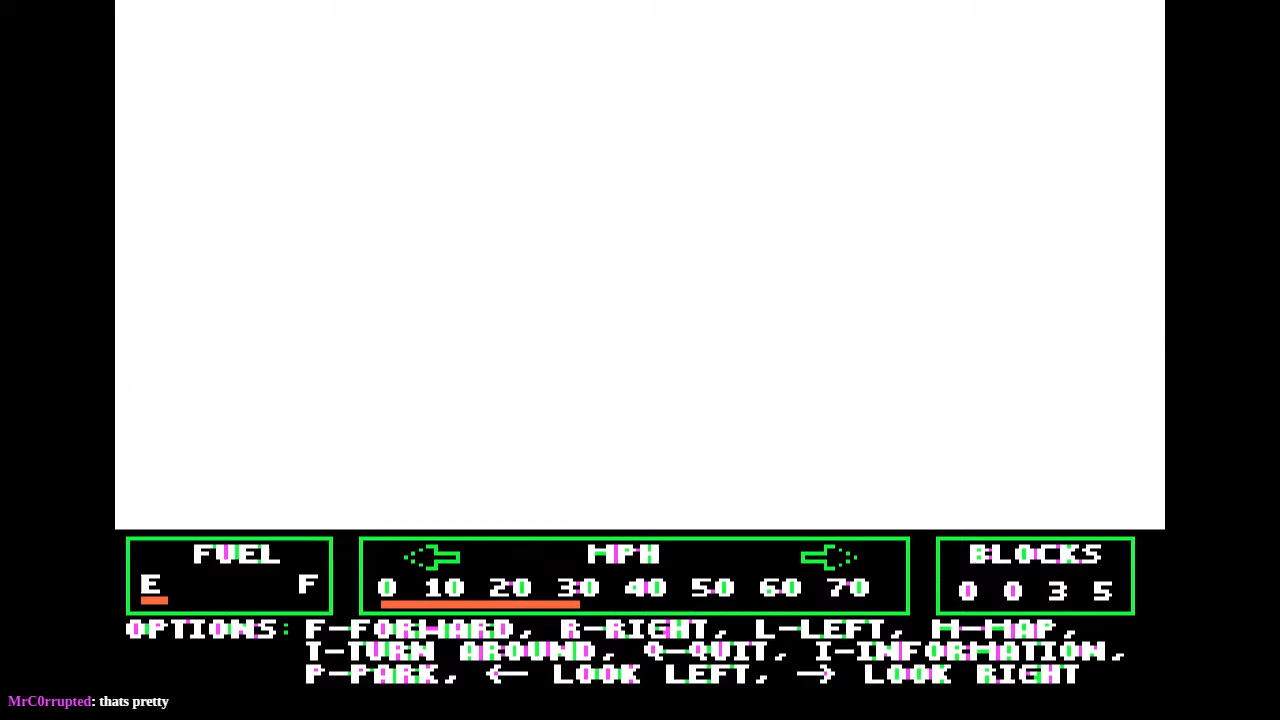 FUEL
E F
MPH
0 10 20 30 40 50 60 70
BLOCKS
0 0 3 5
OPTIONS: F-FORWARD, R-RIGHT, L-LEFT, M-MAP,
T-TURN AROUND, Q-QUIT, I-INFORMATION,
P-PARK, ← LOOK LEFT, → LOOK RIGHT
MrC0rrupted: thats pretty